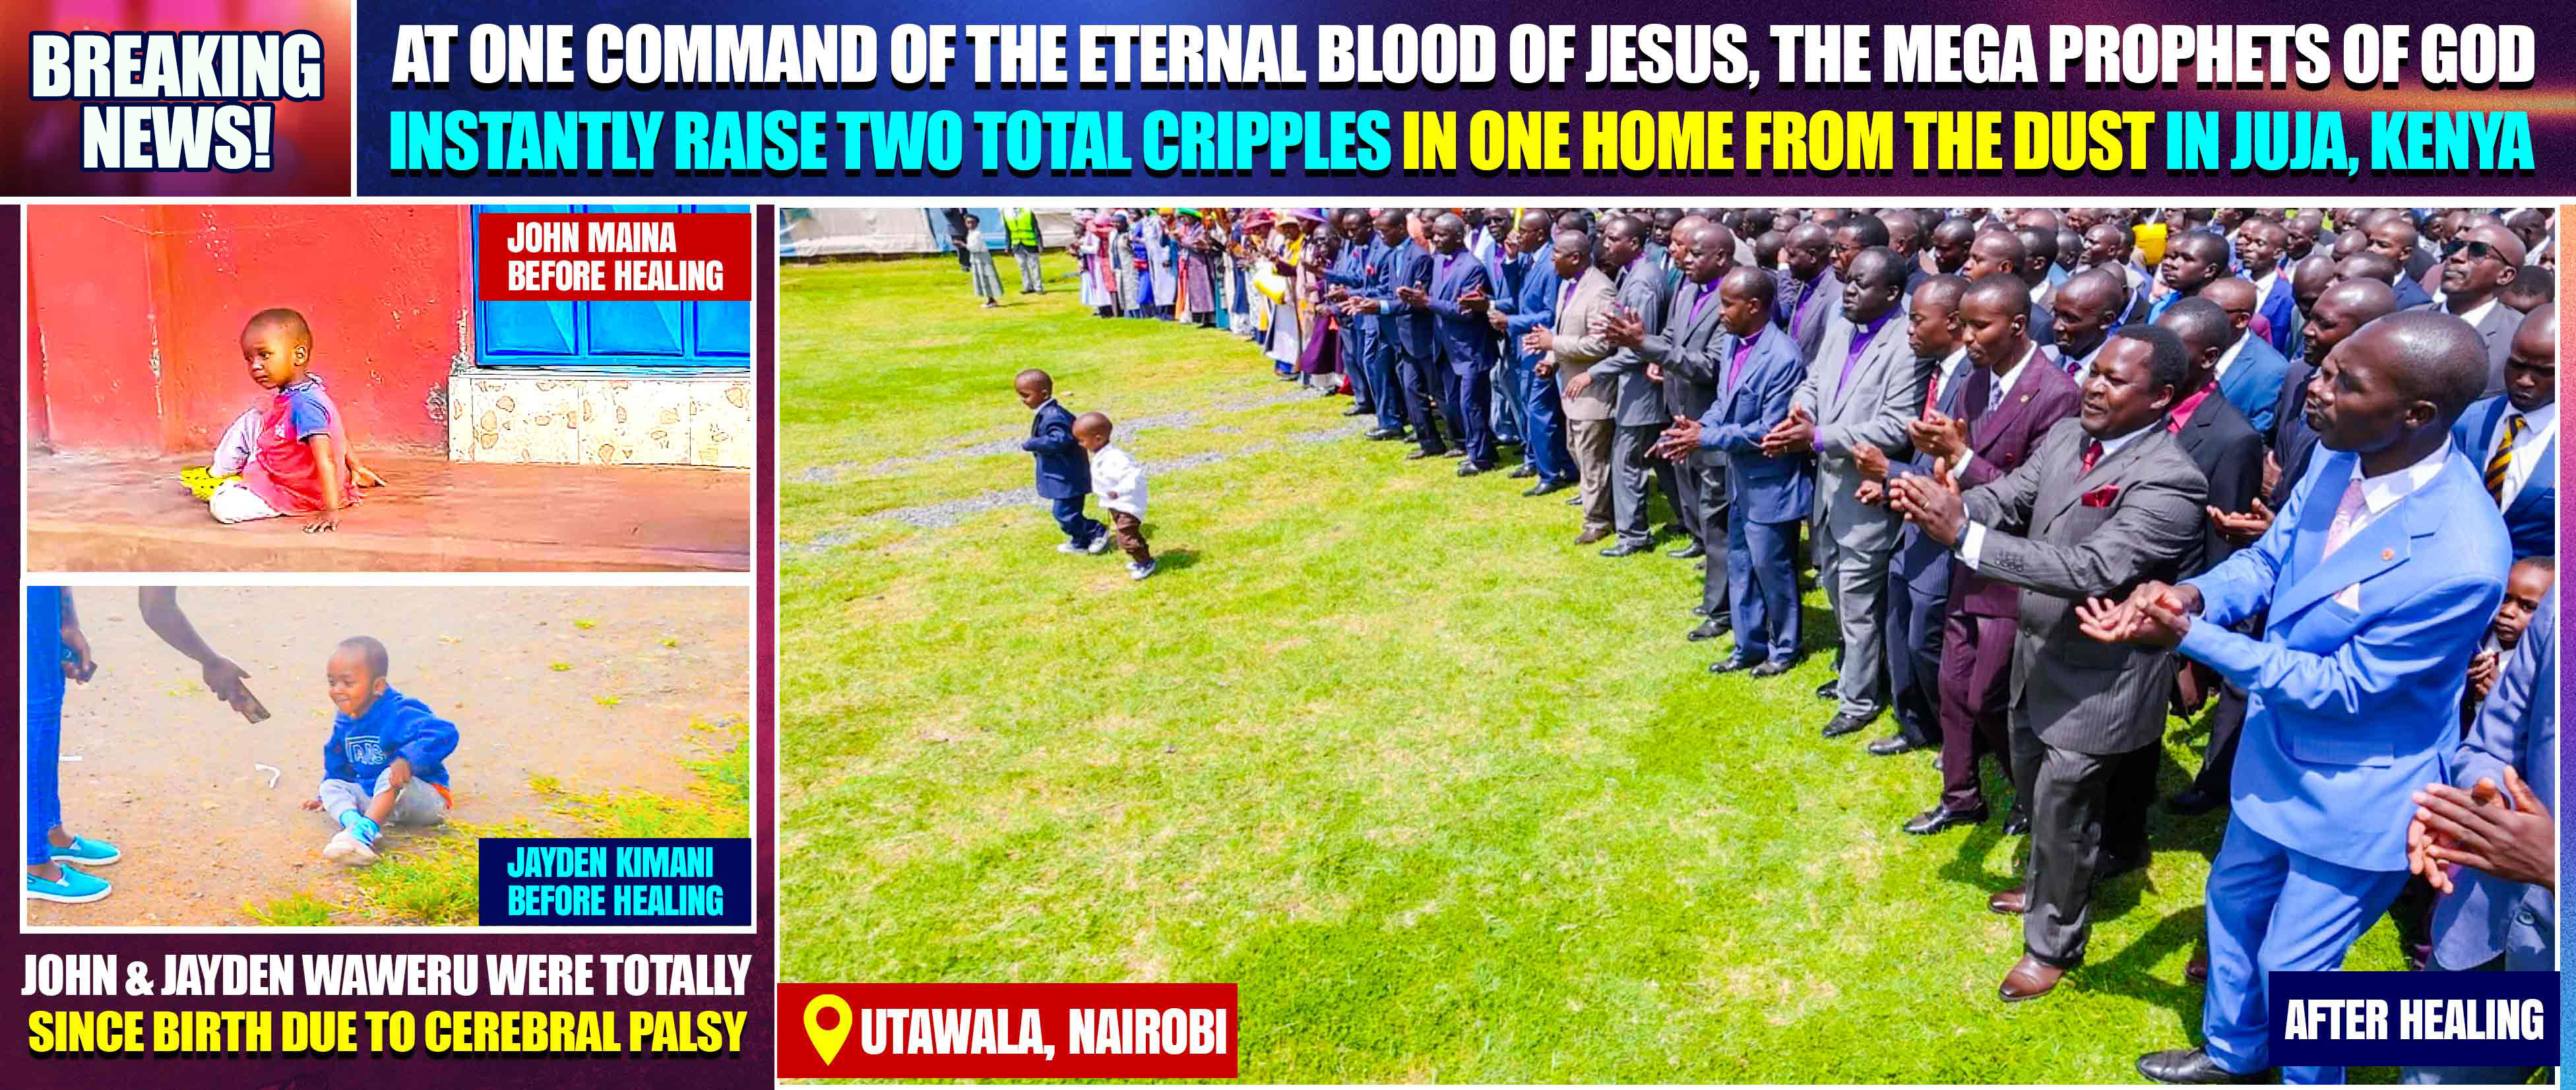 BREAKING
NEWS!
AT ONE COMMAND OF THE ETERNAL BLOOD OF JESUS, THE MEGA PROPHETS OF GOD
INSTANTLY RAISE TWO TOTAL CRIPPLES IN ONE HOME FROM THE DUST IN JUJA, KENYA
JOHN MAINA
BEFORE HEALING
JAYDEN KIMANI
BEFORE HEALING
JOHN & JAYDEN WAWERU WERE TOTALLY
SINCE BIRTH DUE TO CEREBRAL PALSY
UTAWALA, NAIROBI
AFTER HEALING